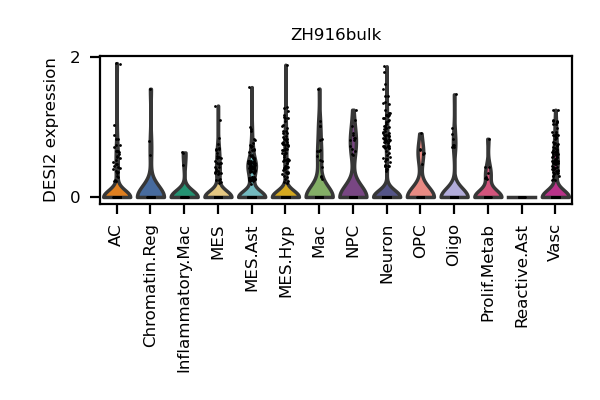 ZH916bulk
DESI2 expression
2
0
AC
Chromatin.Reg
Inflammatory.Mac
MES
MES.Ast
MES.Hyp
Mac
NPC
Neuron
OPC
Oligo
Prolif.Metab
Reactive.Ast
Vasc